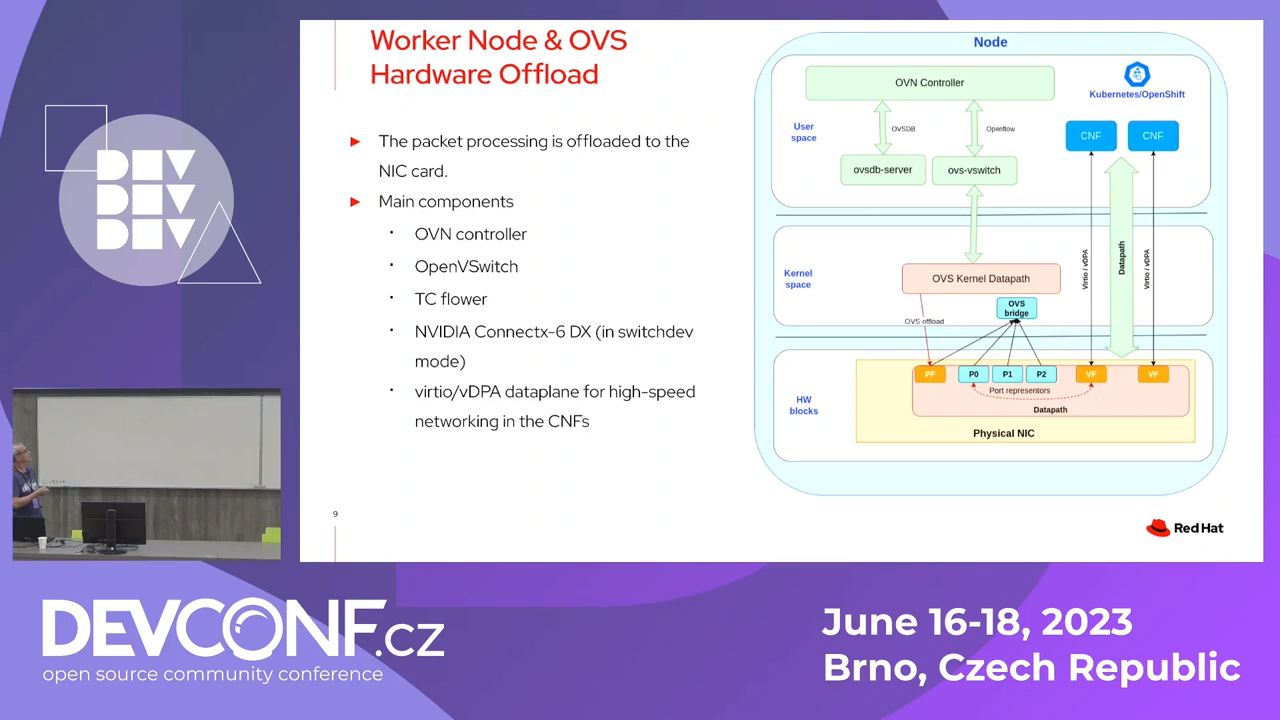 Worker Node & OVS
Hardware Offload
The packet processing is offloaded to the
NIC card.
Main components
OVN controller
OpenVSwitch
TC flower
NVIDIA Connectx-6 DX (in switchdev
mode)
virtio/vDPA dataplane for high-speed
networking in the CNFs
9
Node
OVN Controller
Kubernetes/OpenShift
User
space
OVSDB
Openflow
CNF
CNF
ovsdb-server
ovs-vswitch
Kernel
space
OVS Kernel Datapath
OVS
bridge
OVS offload
Virtio / vDPA
Datapath
Virtio / vDPA
HW
blocks
PF
P0
P1
P2
VF
VF
Port representors
Datapath
Physical NIC
Red Hat
DEV
DEV
DEVCONF.cz
open source community conference
June 16-18, 2023
Brno, Czech Republic